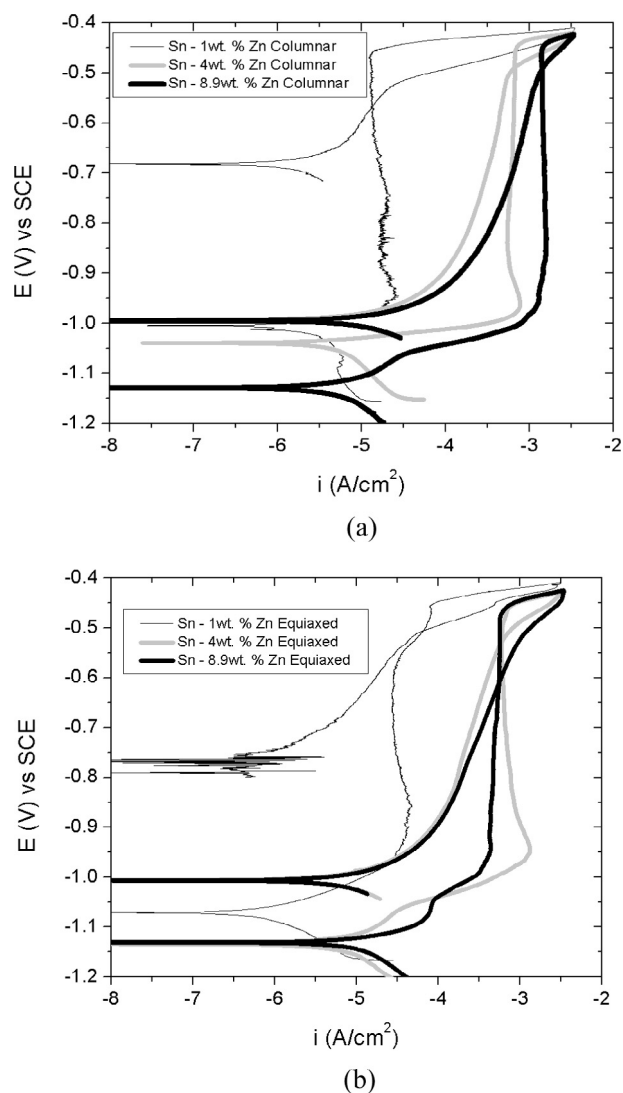 -0.4
-0.5
-0.6
-0.7
-0.8
-0.9
-1.0
-1.1
-1.2
E (V) vs SCE
Sn - 1wt. % Zn Columnar
Sn - 4wt. % Zn Columnar
Sn - 8.9wt. % Zn Columnar
-8 -7 -6 -5 -4 -3 -2
i (A/cm²)
(a)
-0.4
-0.5
-0.6
-0.7
-0.8
-0.9
-1.0
-1.1
-1.2
E (V) vs SCE
Sn - 1wt. % Zn Equiaxed
Sn - 4wt. % Zn Equiaxed
Sn - 8.9wt. % Zn Equiaxed
-8 -7 -6 -5 -4 -3 -2
i (A/cm²)
(b)